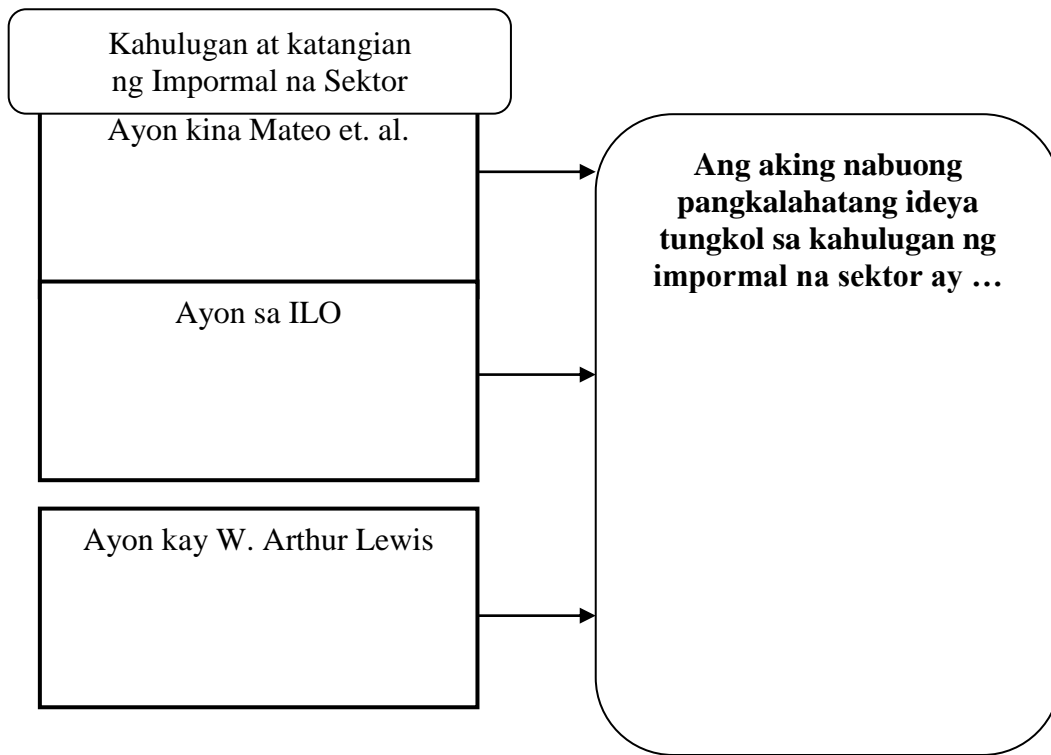 Kahulugan at katangian
ng Impormal na Sektor
Ayon kina Mateo et. al.
Ayon sa ILO
Ayon kay W. Arthur Lewis
Ang aking nabuong
pangkalahatang ideya
tungkol sa kahulugan ng
impormal na sektor ay …